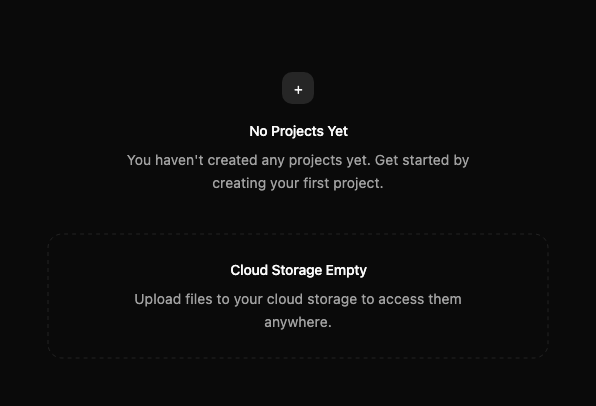 +
No Projects Yet
You haven't created any projects yet. Get started by
creating your first project.
Cloud Storage Empty
Upload files to your cloud storage to access them
anywhere.